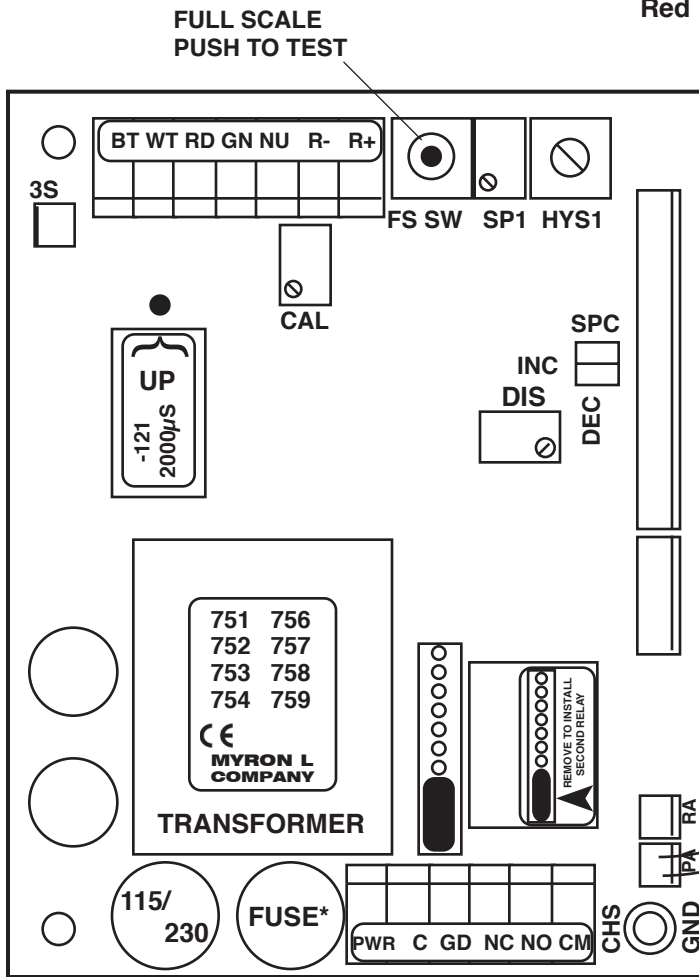 FULL SCALE
PUSH TO TEST
Red
BT WT RD GN NU R- R+
3S
FS SW SP1 HYS1
CAL
SPC
INC
DEC
DIS
UP
-121
2000µS
751 756
752 757
753 758
754 759
CE
MYRON L
COMPANY
TRANSFORMER
REMOVE TO INSTALL
SECOND RELAY
RA
PA
115/
230
FUSE*
PWR C GD NC NO CM
CHS
GND